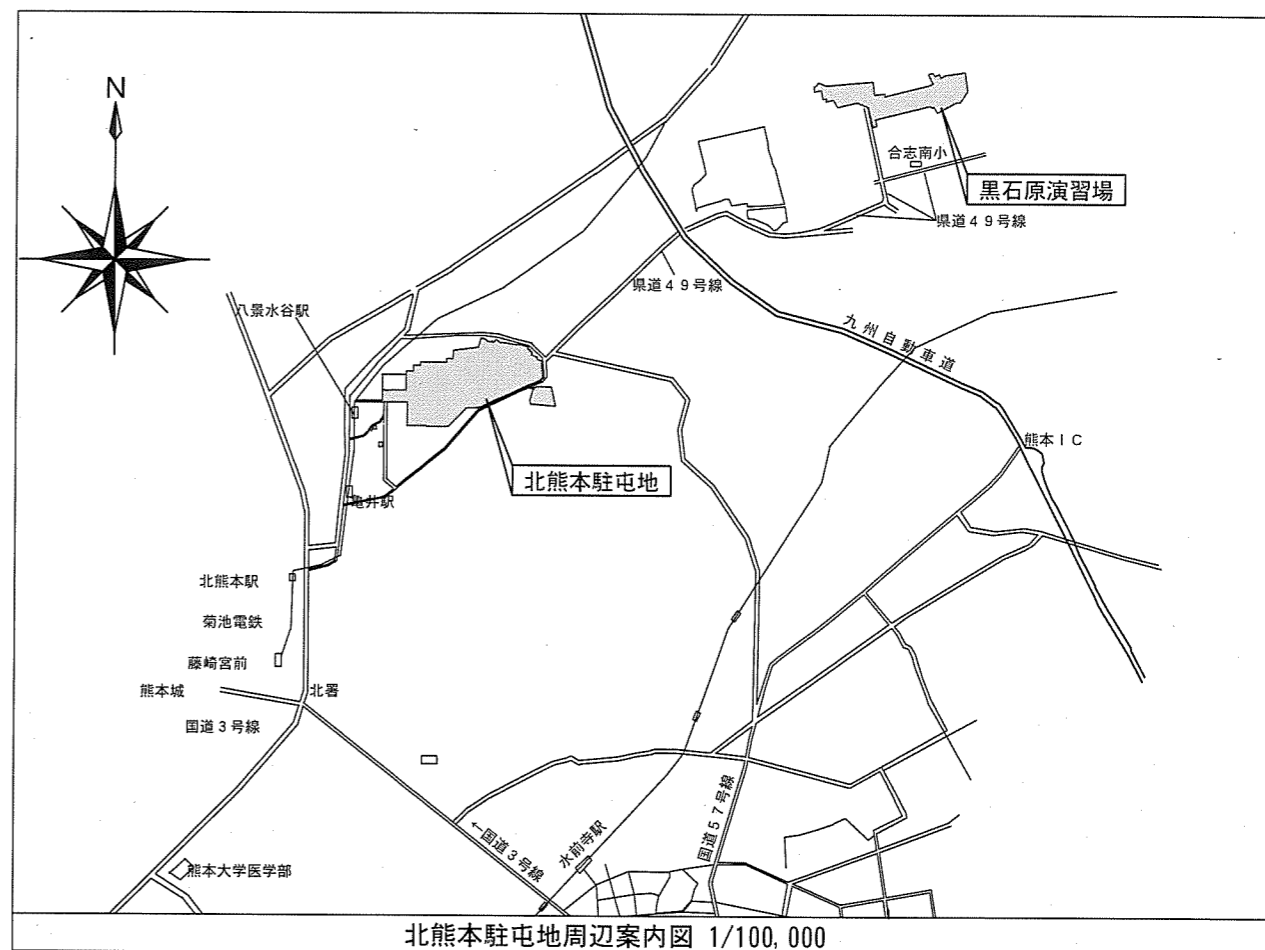 N
合志南小
黒石原演習場
県道49号線
県道49号線
八景水谷駅
九州自動車道
熊本IC
北熊本駐屯地
亀井駅
北熊本駅
菊池電鉄
藤崎宮前
熊本城
北署
国道3号線
国道57号線
←国道3号線
水前寺駅
熊本大学医学部
北熊本駐屯地周辺案内図 1/100,000